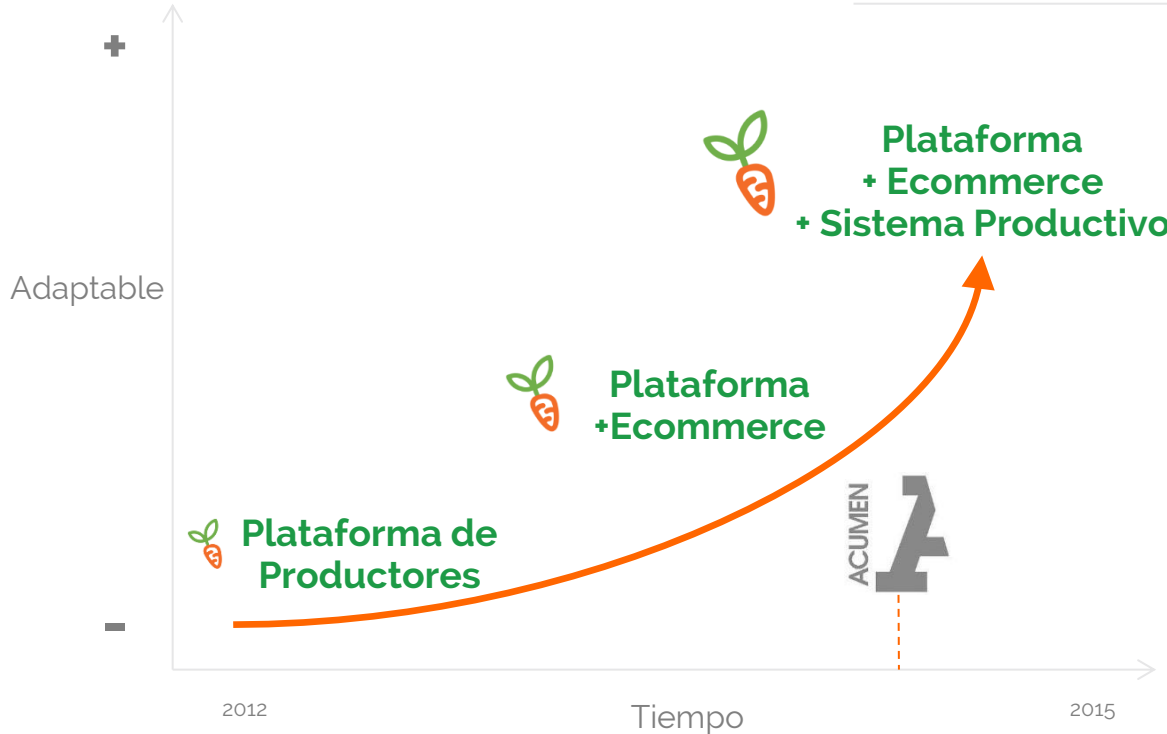 +
Plataforma
+ Ecommerce
+ Sistema Productivo
Adaptable
Plataforma
+Ecommerce
ACUMEN
Plataforma de
Productores
-
2012
Tiempo
2015